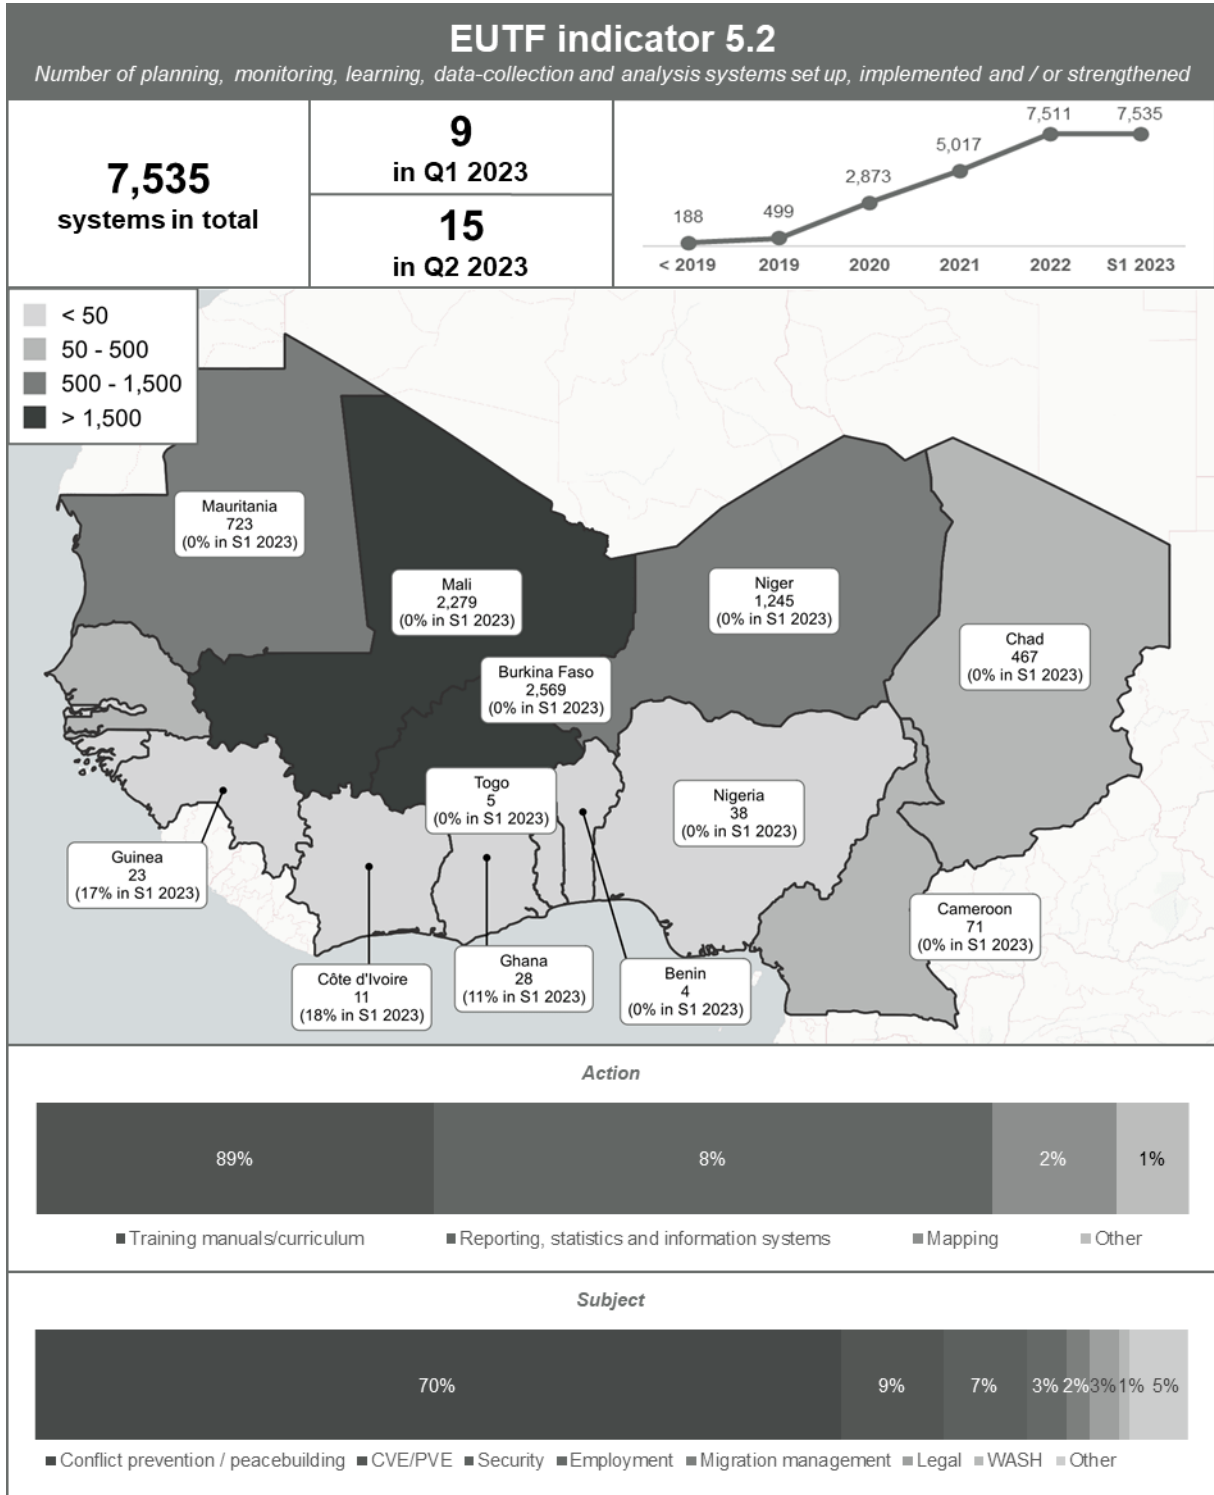 EUTF indicator 5.2
Number of planning, monitoring, learning, data-collection and analysis systems set up, implemented and / or strengthened
7,535
systems in total
9
in Q1 2023
15
in Q2 2023
188
499
2,873
5,017
7,511
7,535
< 2019
2019
2020
2021
2022
S1 2023
< 50
50 - 500
500 - 1,500
> 1,500
Mauritania
723
(0% in S1 2023)
Mali
2,279
(0% in S1 2023)
Niger
1,245
(0% in S1 2023)
Chad
467
(0% in S1 2023)
Burkina Faso
2,569
(0% in S1 2023)
Togo
5
(0% in S1 2023)
Nigeria
38
(0% in S1 2023)
Guinea
23
(17% in S1 2023)
Cameroon
71
(0% in S1 2023)
Côte d'Ivoire
11
(18% in S1 2023)
Ghana
28
(11% in S1 2023)
Benin
4
(0% in S1 2023)
Action
89%
8%
2%
1%
Training manuals/curriculum
Reporting, statistics and information systems
Mapping
Other
Subject
70%
9%
7%
3%
2%
3%
1%
5%
Conflict prevention / peacebuilding
CVE/PVE
Security
Employment
Migration management
Legal
WASH
Other